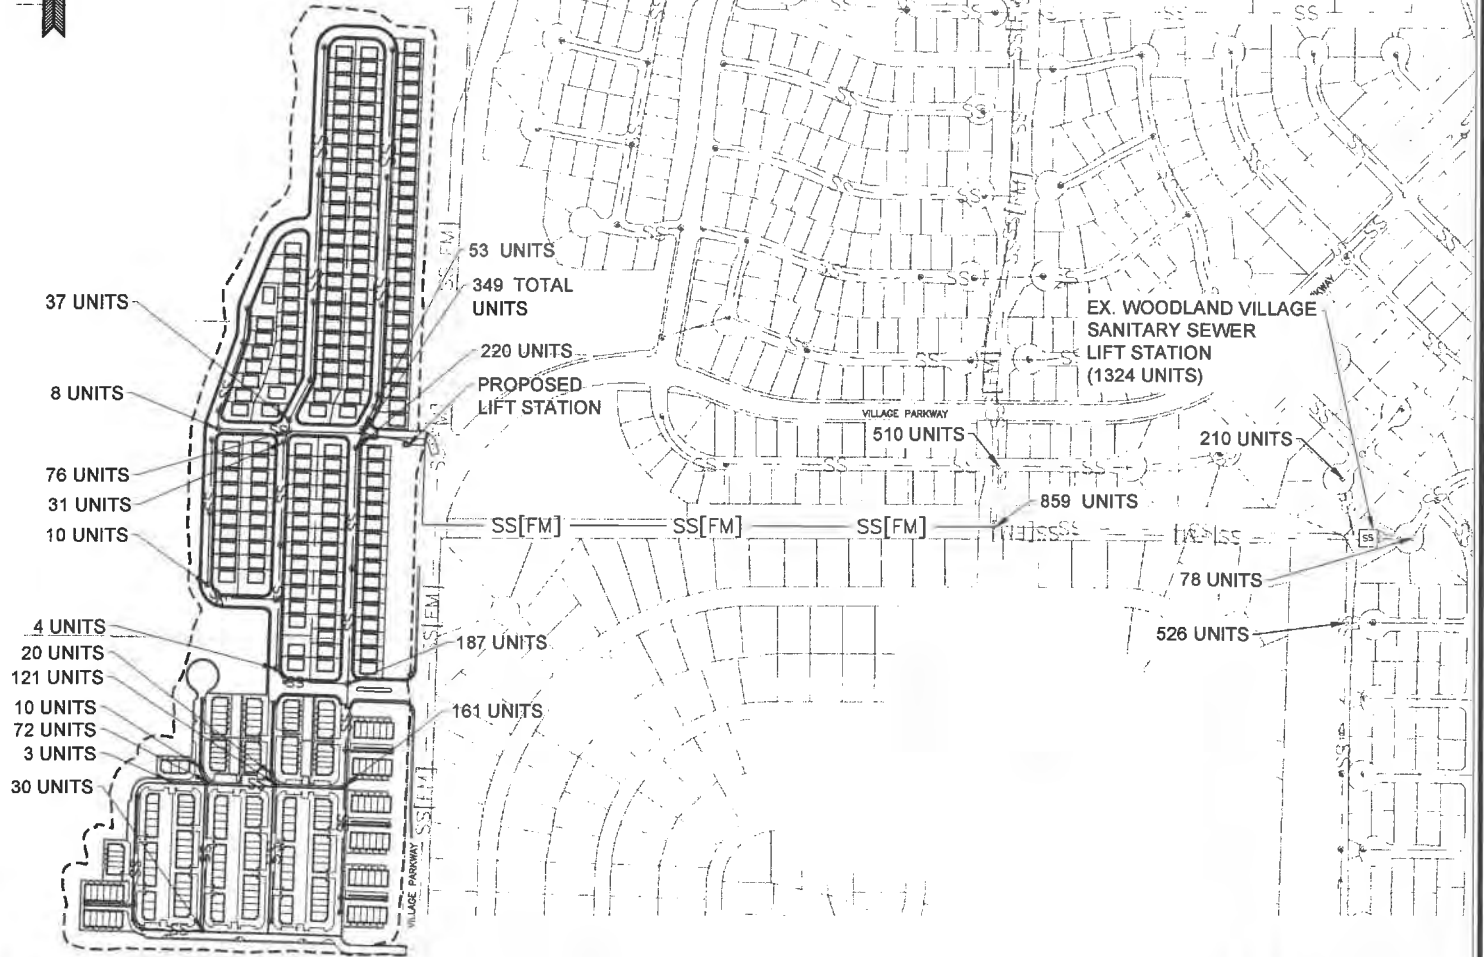 53 UNITS
349 TOTAL
UNITS
37 UNITS
220 UNITS
8 UNITS
PROPOSED
LIFT STATION
EX. WOODLAND VILLAGE
SANITARY SEWER
LIFT STATION
(1324 UNITS)
VILLAGE PARKWAY
510 UNITS
210 UNITS
76 UNITS
31 UNITS
10 UNITS
859 UNITS
SS[FM]
SS[FM]
SS[FM]
SS
78 UNITS
526 UNITS
4 UNITS
20 UNITS
121 UNITS
10 UNITS
72 UNITS
3 UNITS
30 UNITS
187 UNITS
161 UNITS
VILLAGE PARKWAY